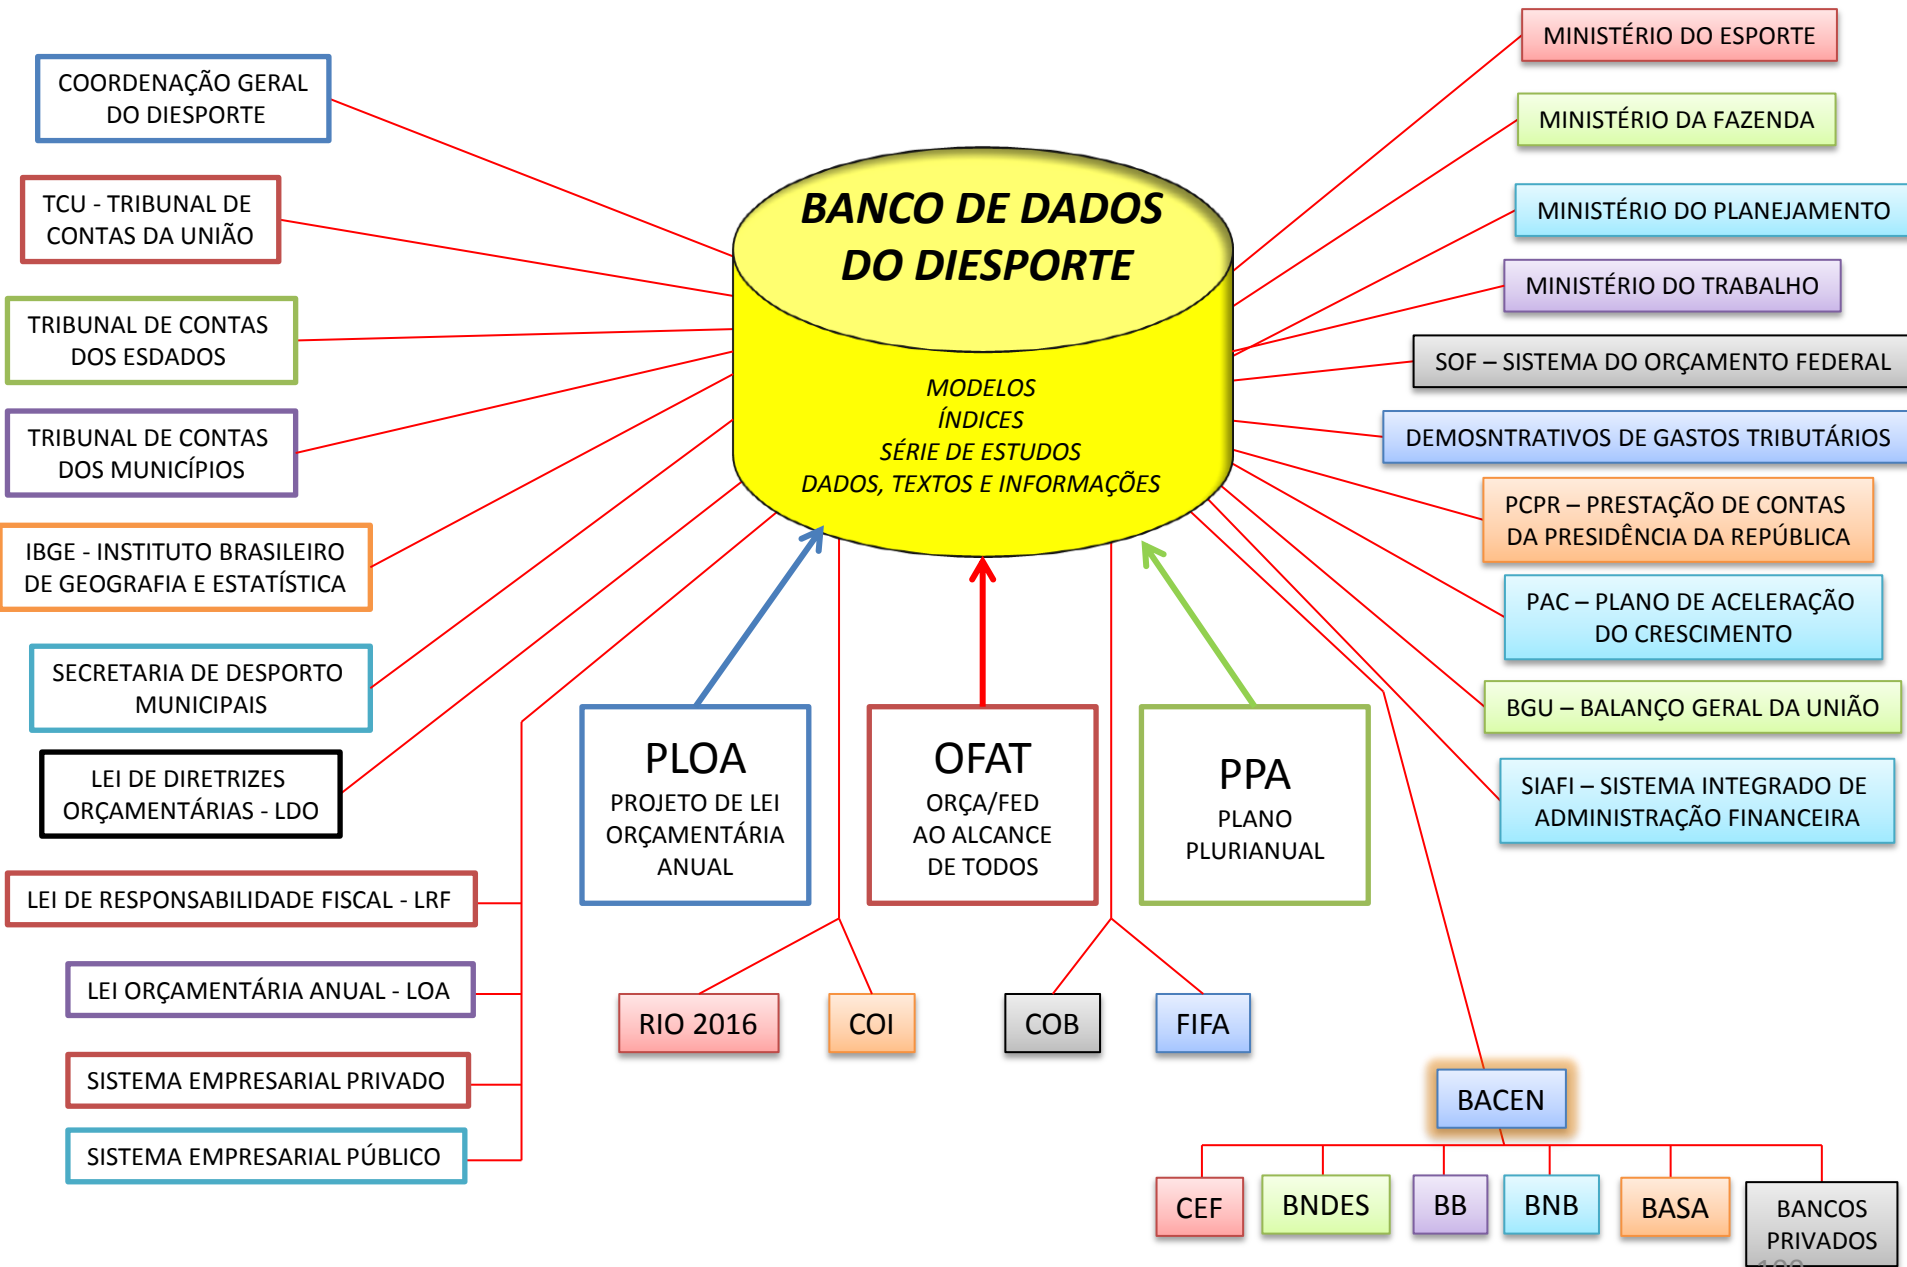 COORDENAÇÃO GERAL
DO DIESPORTE
TCU - TRIBUNAL DE
CONTAS DA UNIÃO
TRIBUNAL DE CONTAS
DOS ESDADOS
TRIBUNAL DE CONTAS
DOS MUNICÍPIOS
IBGE - INSTITUTO BRASILEIRO
DE GEOGRAFIA E ESTATÍSTICA
SECRETARIA DE DESPORTO
MUNICIPAIS
LEI DE DIRETRIZES
ORÇAMENTÁRIAS - LDO
LEI DE RESPONSABILIDADE FISCAL - LRF
LEI ORÇAMENTÁRIA ANUAL - LOA
SISTEMA EMPRESARIAL PRIVADO
SISTEMA EMPRESARIAL PÚBLICO
BANCO DE DADOS
DO DIESPORTE
MODELOS
ÍNDICES
SÉRIE DE ESTUDOS
DADOS, TEXTOS E INFORMAÇÕES
PLOA
PROJETO DE LEI
ORÇAMENTÁRIA
ANUAL
OFAT
ORÇA/FED
AO ALCANCE
DE TODOS
PPA
PLANO
PLURIANUAL
RIO 2016
COI
COB
FIFA
MINISTÉRIO DO ESPORTE
MINISTÉRIO DA FAZENDA
MINISTÉRIO DO PLANEJAMENTO
MINISTÉRIO DO TRABALHO
SOF – SISTEMA DO ORÇAMENTO FEDERAL
DEMOSNTRATIVOS DE GASTOS TRIBUTÁRIOS
PCPR – PRESTAÇÃO DE CONTAS
DA PRESIDÊNCIA DA REPÚBLICA
PAC – PLANO DE ACELERAÇÃO
DO CRESCIMENTO
BGU – BALANÇO GERAL DA UNIÃO
SIAFI – SISTEMA INTEGRADO DE
ADMINISTRAÇÃO FINANCEIRA
BACEN
CEF
BNDES
BB
BNB
BASA
BANCOS
PRIVADOS